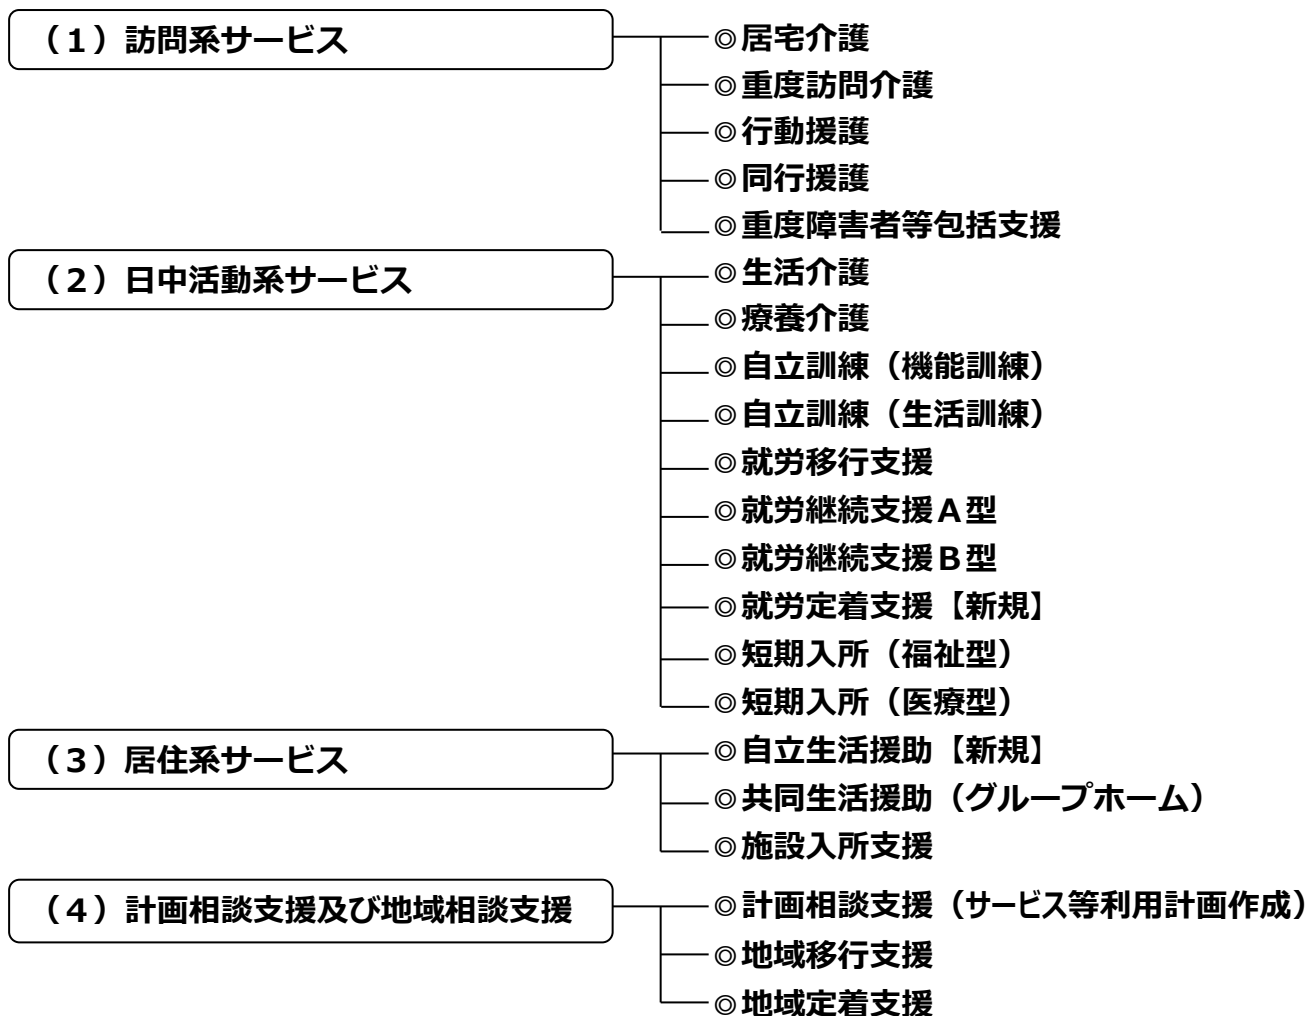 （1）訪問系サービス
◎居宅介護
◎重度訪問介護
◎行動援護
◎同行援護
◎重度障害者等包括支援
（2）日中活動系サービス
◎生活介護
◎療養介護
◎自立訓練（機能訓練）
◎自立訓練（生活訓練）
◎就労移行支援
◎就労継続支援A型
◎就労継続支援B型
◎就労定着支援【新規】
◎短期入所（福祉型）
◎短期入所（医療型）
（3）居住系サービス
◎自立生活援助【新規】
◎共同生活援助（グループホーム）
◎施設入所支援
（4）計画相談支援及び地域相談支援
◎計画相談支援（サービス等利用計画作成）
◎地域移行支援
◎地域定着支援